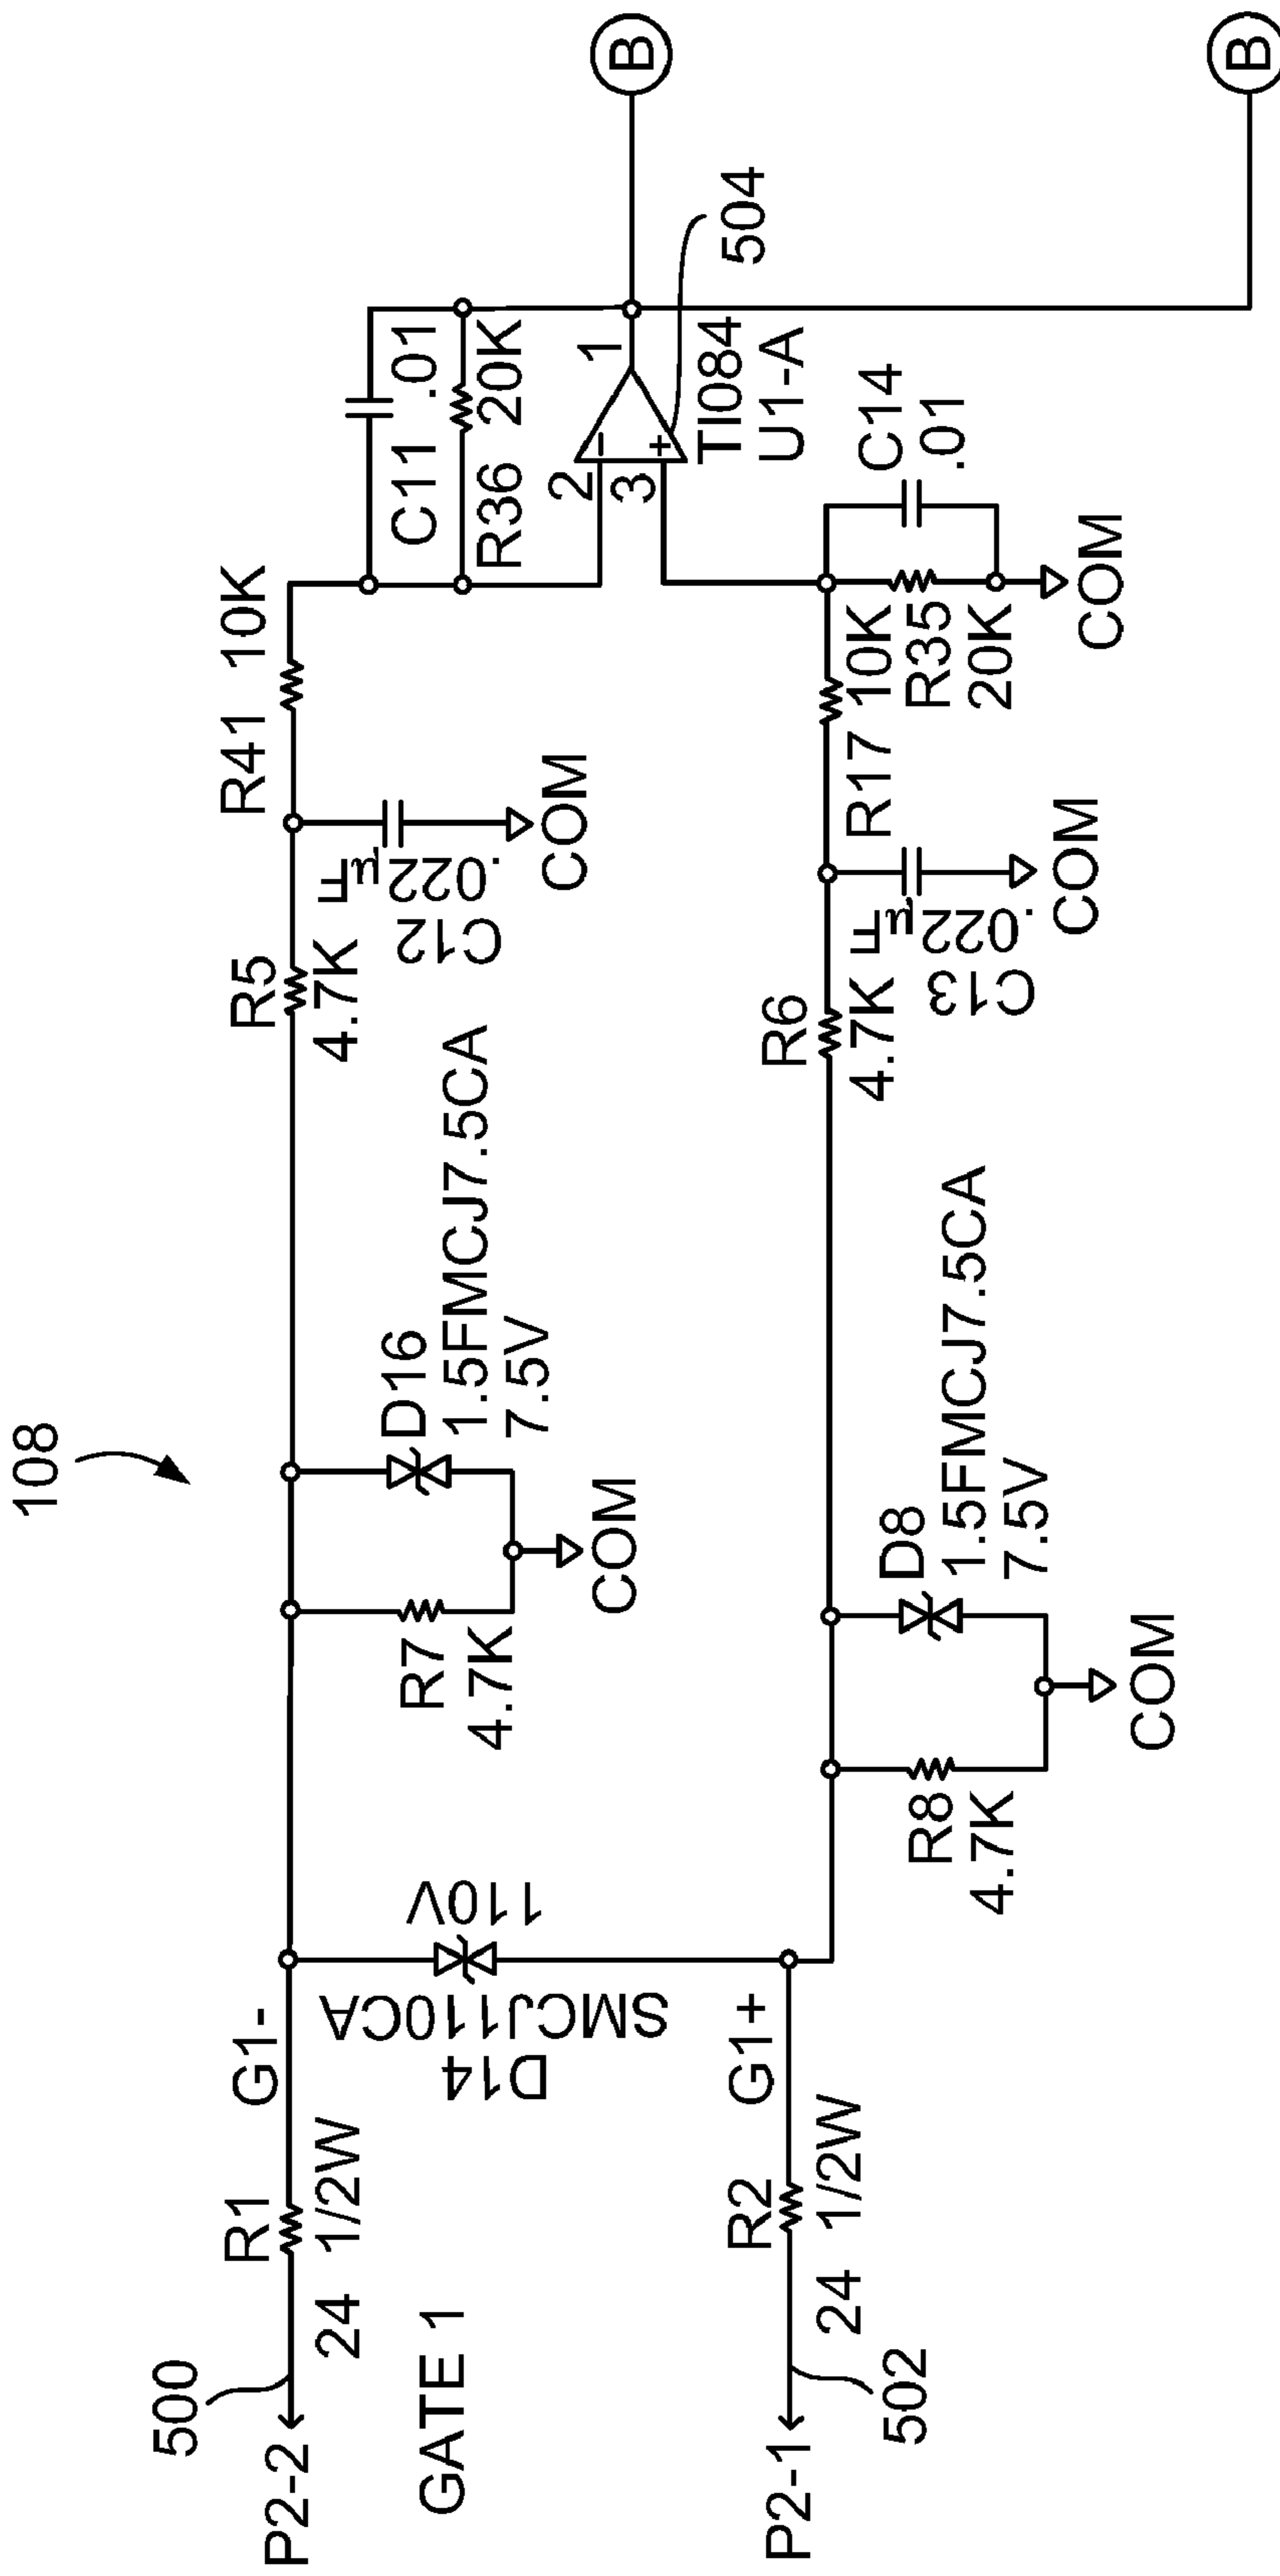 108
500
P2-2
R1
24 1/2W
G1-
GATE 1
D14
SMCJ110CA
110V
P2-1
502
R2
24 1/2W
G1+
R7
4.7K
COM
D16
1.5FMCJ7.5CA
7.5V
R8
4.7K
COM
D8
1.5FMCJ7.5CA
7.5V
R5
4.7K
C12
.022µF
COM
R41 10K
R6
4.7K
C13
.022µF
COM
R17 10K
R35
20K
COM
C14
.01
C11 .01
R36 20K
2
3
1
−
+
TI084
U1-A
504
B
B